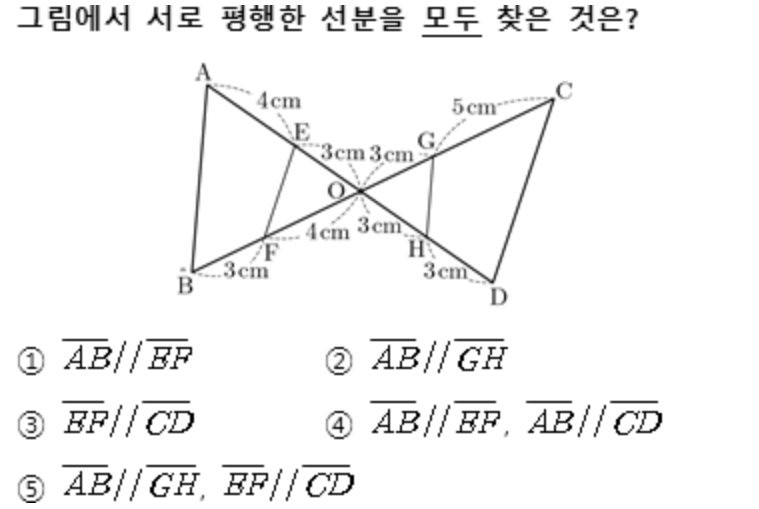 그림에서 서로 평행한 선분을 모두 찾은 것은?
A
C
4cm
5cm
E
G
3cm 3cm
O
4cm 3cm
F
H
3cm
3cm
B
D
① AB//EF ② AB//GH
③ EF//CD ④ AB//EF, AB//CD
⑤ AB//GH, EF//CD